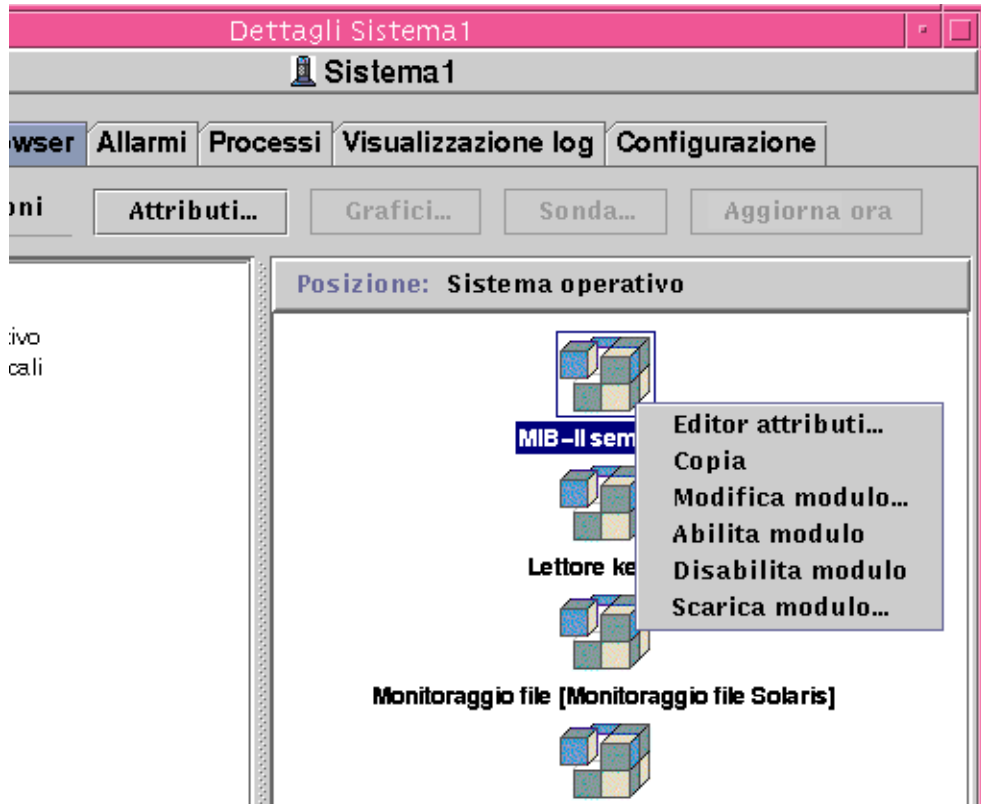 Dettagli Sistema1
Sistema1
wser Allarmi Processi Visualizzazione log Configurazione
oni Attributi... Grafici... Sonda... Aggiorna ora
Posizione: Sistema operativo
tivo
cali
MIB-II sem
Editor attributi...
Copia
Modifica modulo...
Abilita modulo
Disabilita modulo
Scarica modulo...
Lettore ke
Monitoraggio file [Monitoraggio file Solaris]